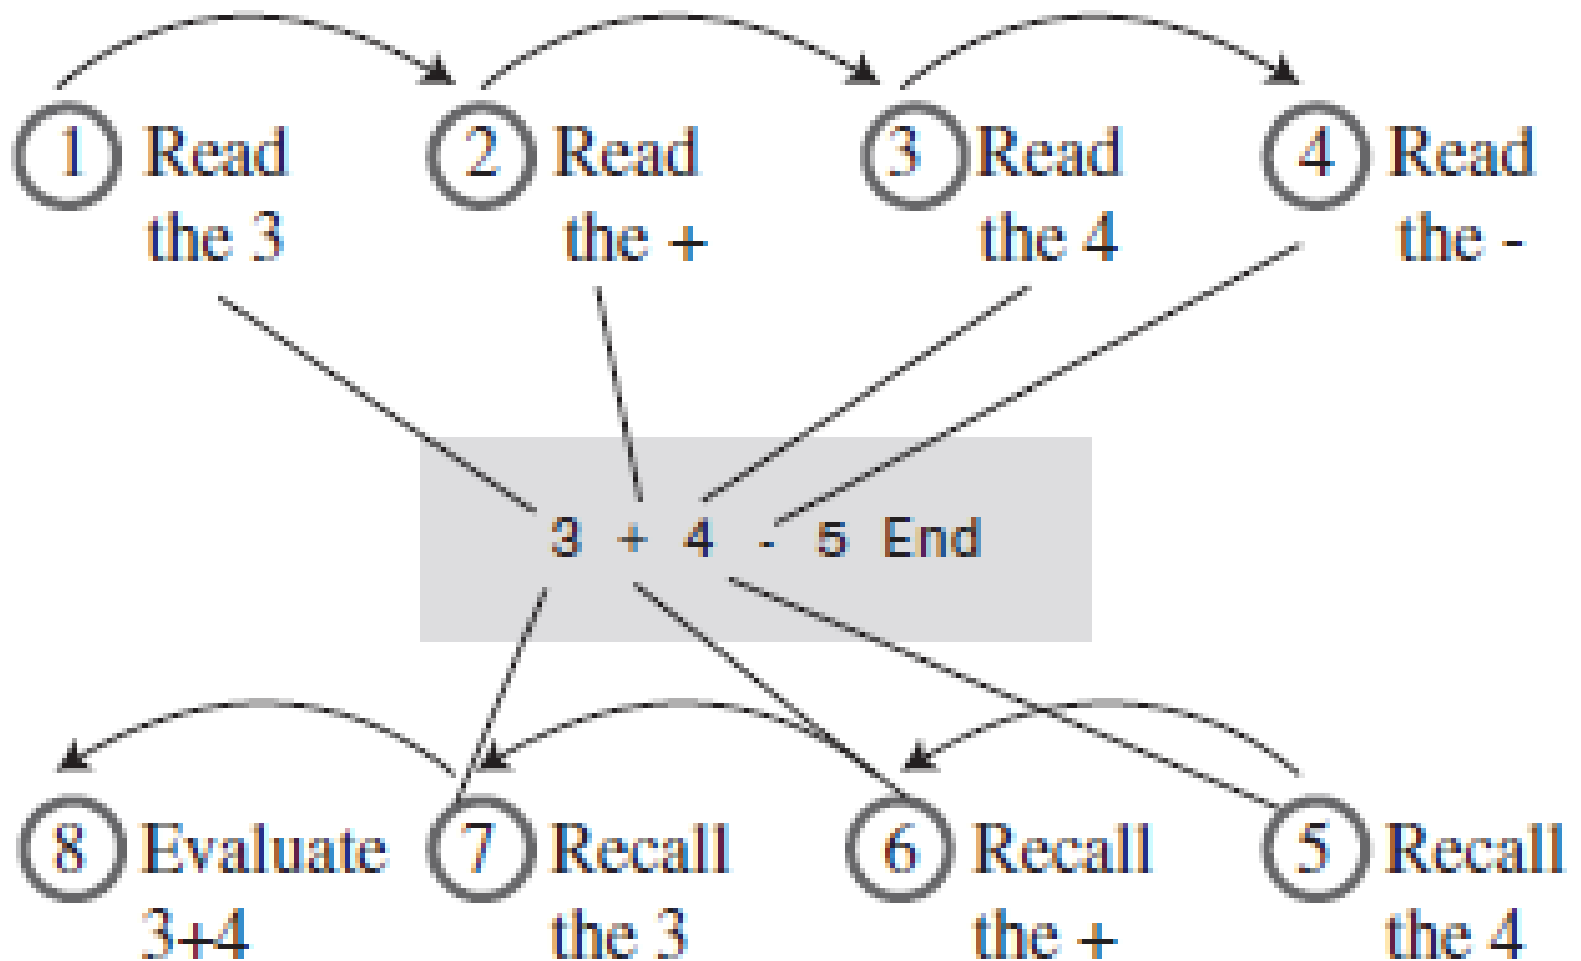 1 Read the 3
2 Read the +
3 Read the 4
4 Read the -
3 + 4 - 5 End
8 Evaluate 3+4
7 Recall the 3
6 Recall the +
5 Recall the 4